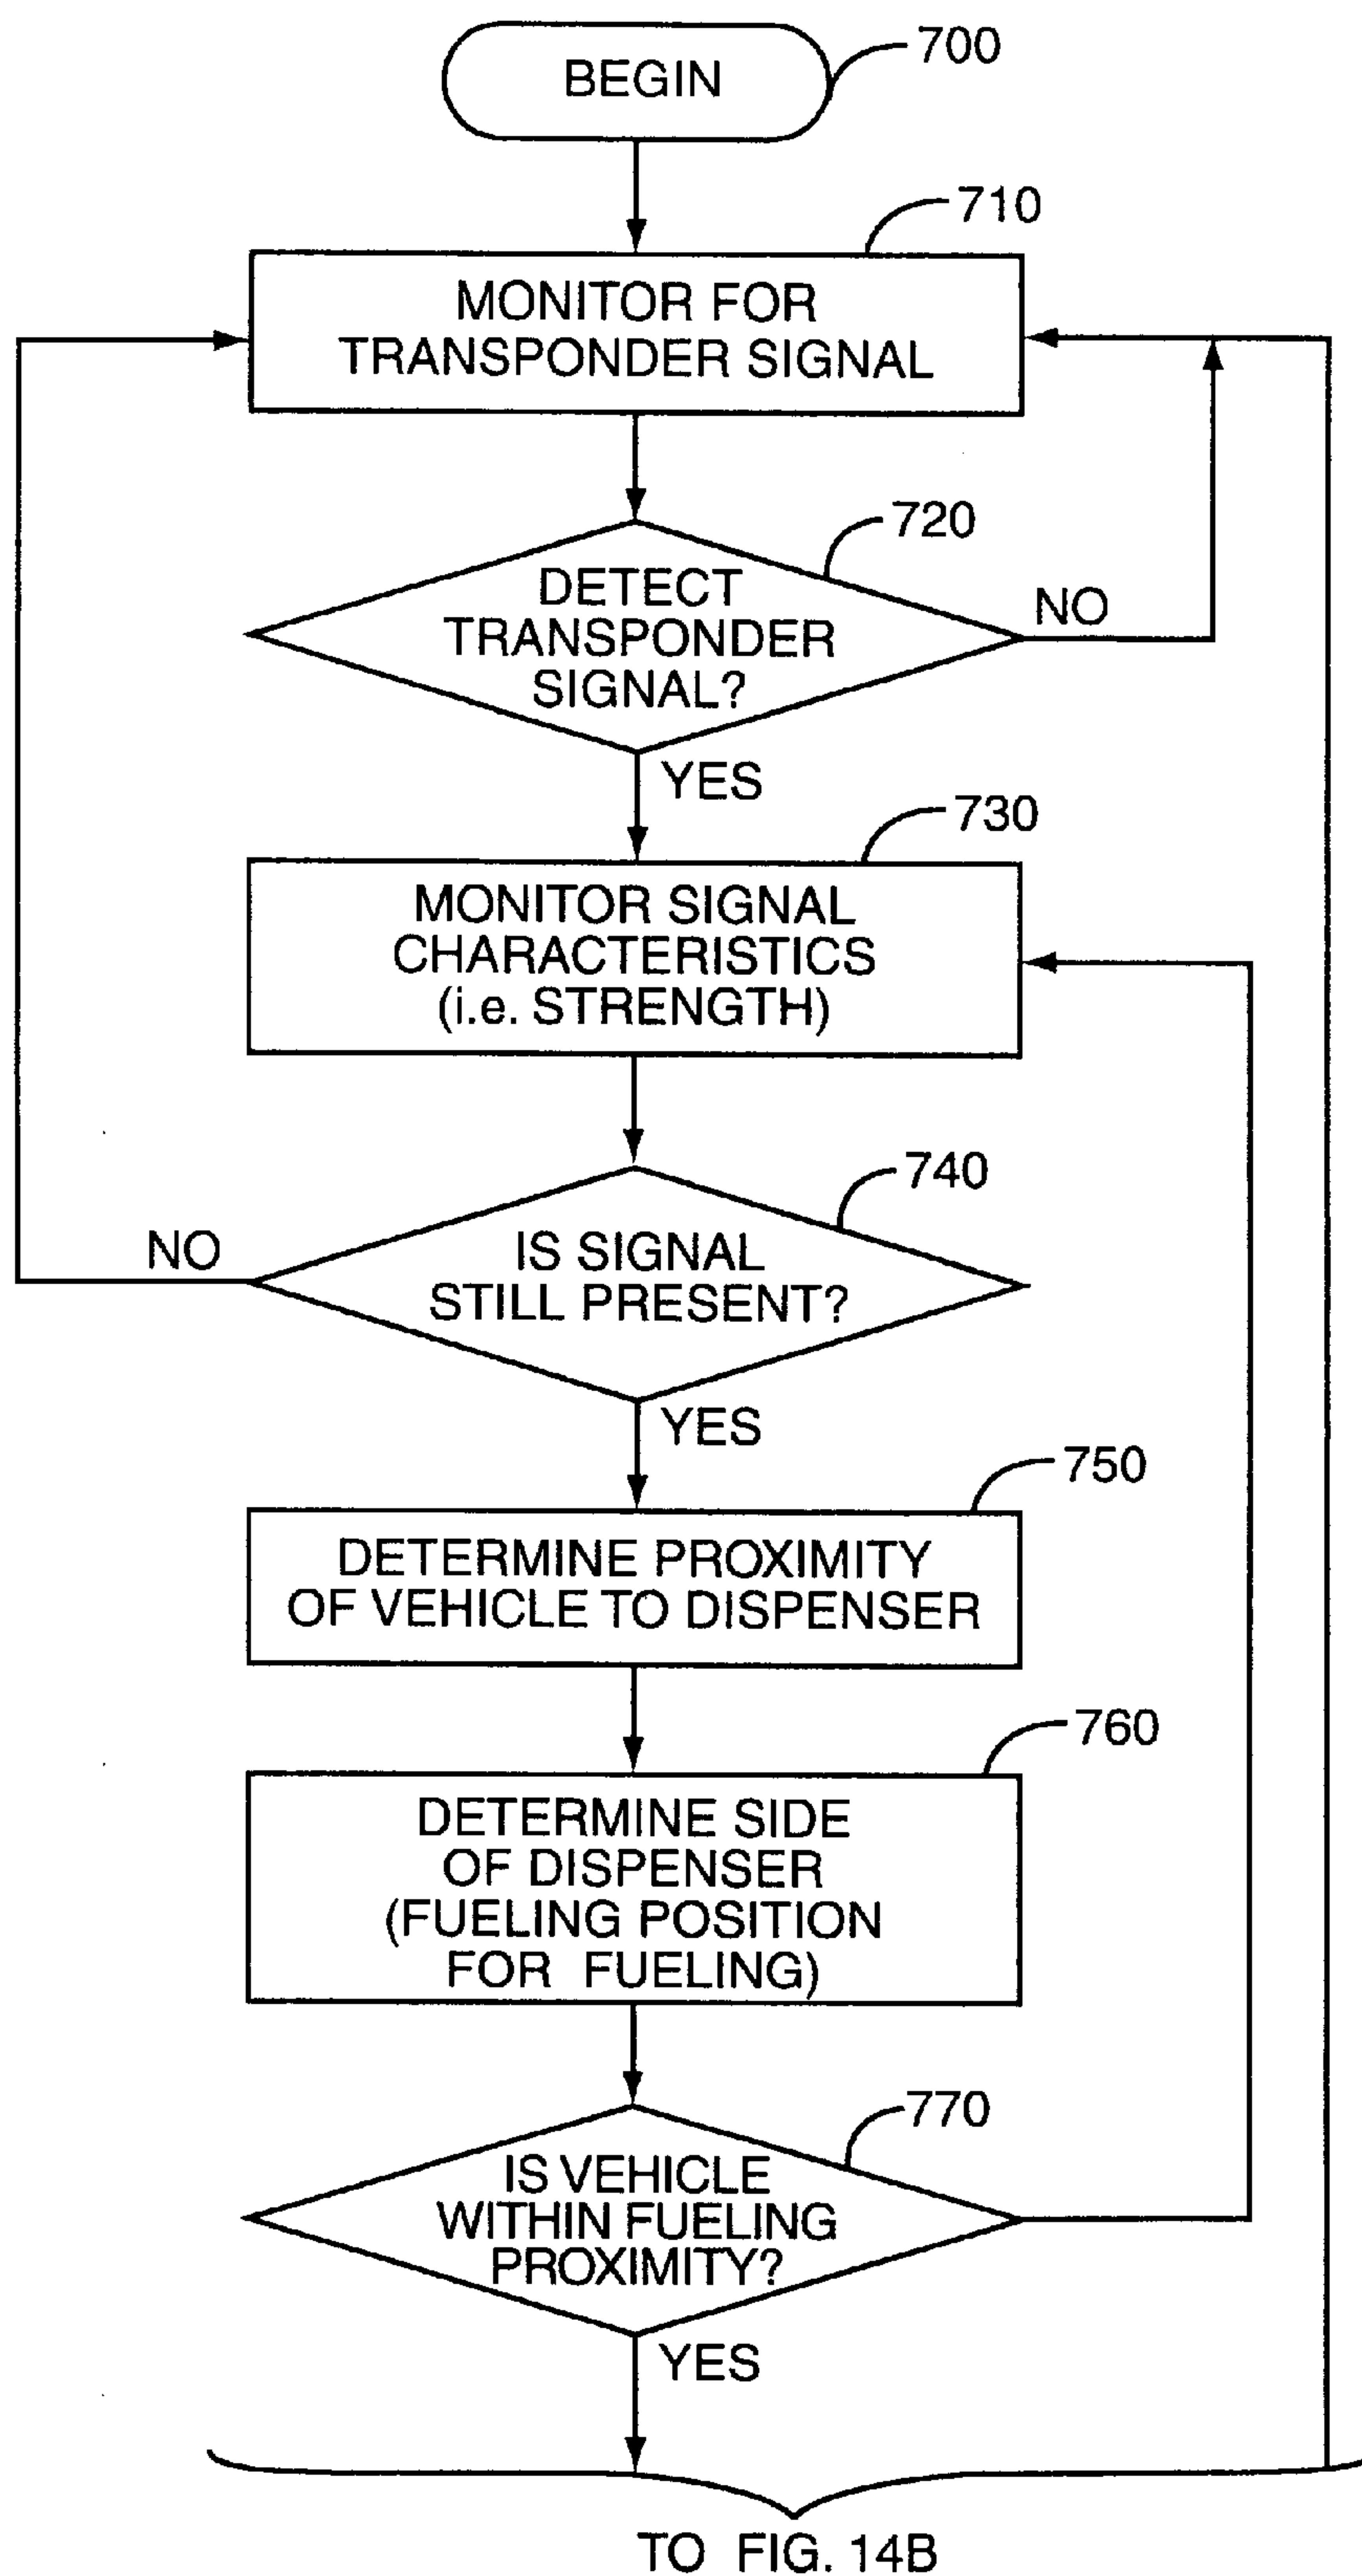 BEGIN
700
710
MONITOR FOR
TRANSPONDER SIGNAL
720
DETECT
TRANSPONDER
SIGNAL?
NO
YES
730
MONITOR SIGNAL
CHARACTERISTICS
(i.e. STRENGTH)
740
IS SIGNAL
STILL PRESENT?
NO
YES
750
DETERMINE PROXIMITY
OF VEHICLE TO DISPENSER
760
DETERMINE SIDE
OF DISPENSER
(FUELING POSITION
FOR FUELING)
770
IS VEHICLE
WITHIN FUELING
PROXIMITY?
YES
TO FIG. 14B